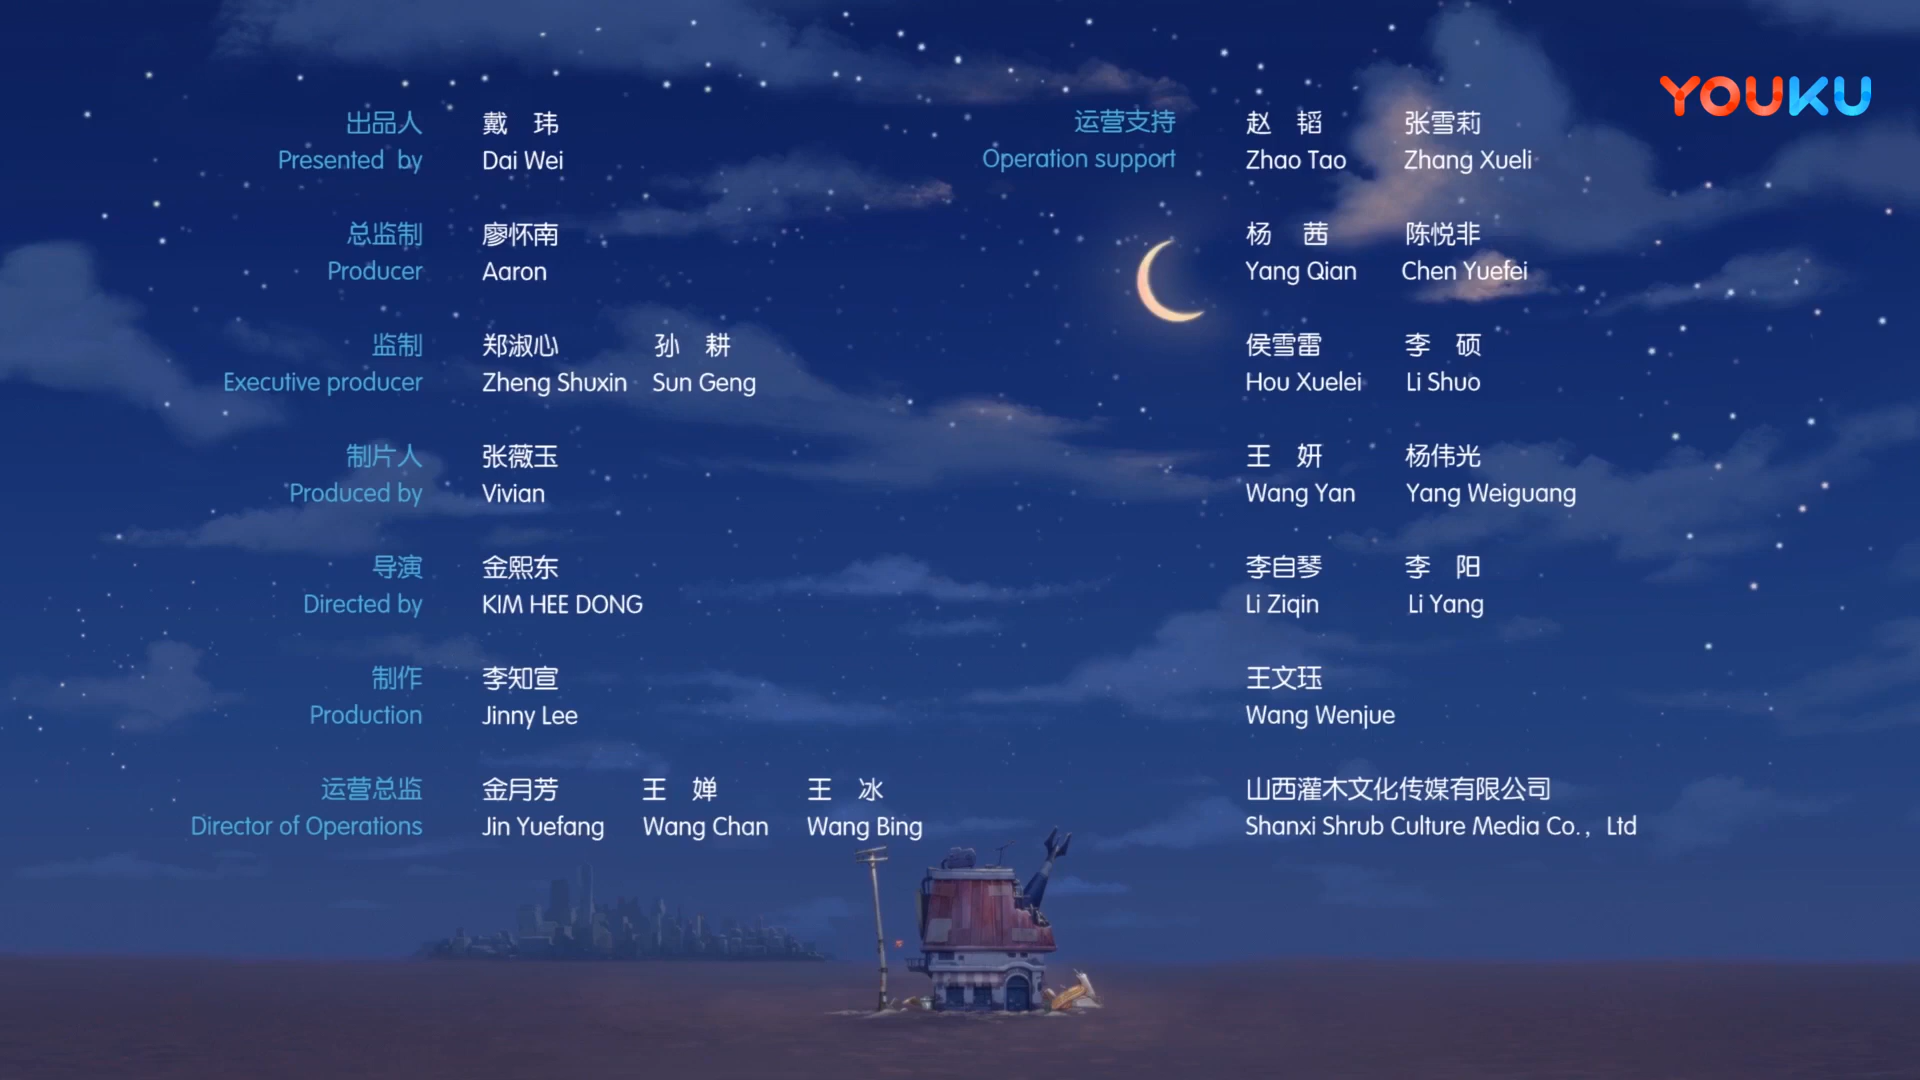 YOUKU
出品人 戴 玮
Presented by Dai Wei
总监制 廖怀南
Producer Aaron
监制 郑淑心 孙 耕
Executive producer Zheng Shuxin Sun Geng
制片人 张薇玉
Produced by Vivian
导演 金熙东
Directed by KIM HEE DONG
制作 李知宣
Production Jinny Lee
运营总监 金月芳 王 婵 王 冰
Director of Operations Jin Yuefang Wang Chan Wang Bing
运营支持 赵 韬 张雪莉
Operation support Zhao Tao Zhang Xueli
杨 茜 陈悦非
Yang Qian Chen Yuefei
侯雪雷 李 硕
Hou Xuelei Li Shuo
王 妍 杨伟光
Wang Yan Yang Weiguang
李自琴 李 阳
Li Ziqin Li Yang
王文珏
Wang Wenjue
山西灌木文化传媒有限公司
Shanxi Shrub Culture Media Co., Ltd